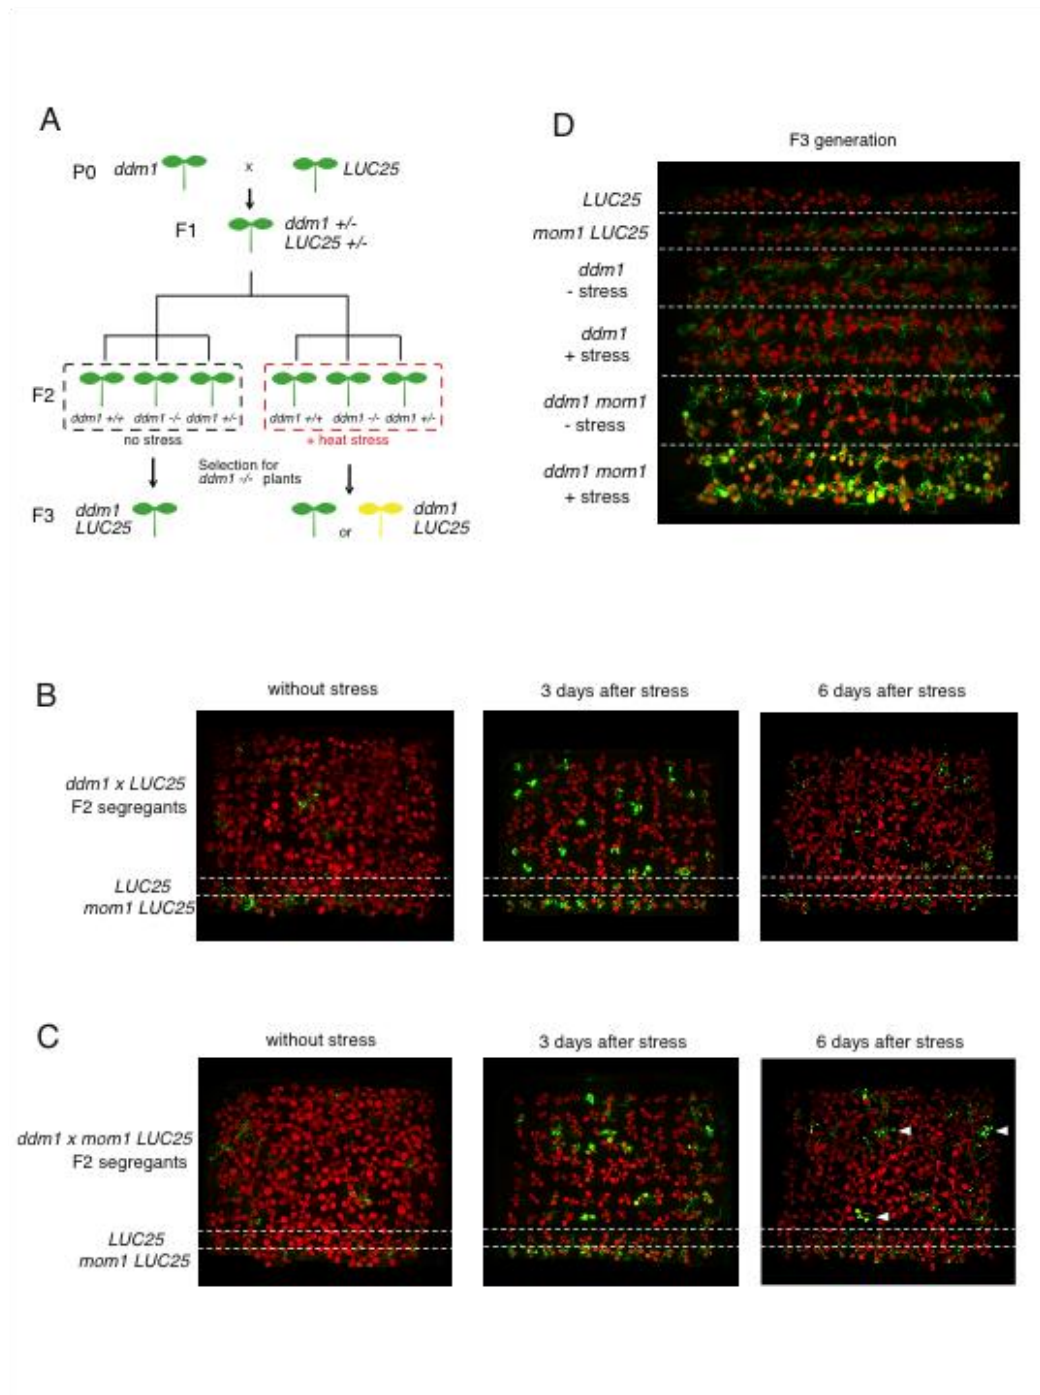 A
P0 ddm1 x LUC25
F1 ddm1 +/-
LUC25 +/-
F2
ddm1 +/+ ddm1 -/- ddm1 +/-
no stress
ddm1 +/+ ddm1 -/- ddm1 +/-
+ heat stress
Selection for
ddm1 -/- plants
F3 ddm1
LUC25
or
ddm1
LUC25
D
F3 generation
LUC25
mom1 LUC25
ddm1
- stress
ddm1
+ stress
ddm1 mom1
- stress
ddm1 mom1
+ stress
B
without stress 3 days after stress 6 days after stress
ddm1 x LUC25
F2 segregants
LUC25
mom1 LUC25
C
without stress 3 days after stress 6 days after stress
ddm1 x mom1 LUC25
F2 segregants
LUC25
mom1 LUC25